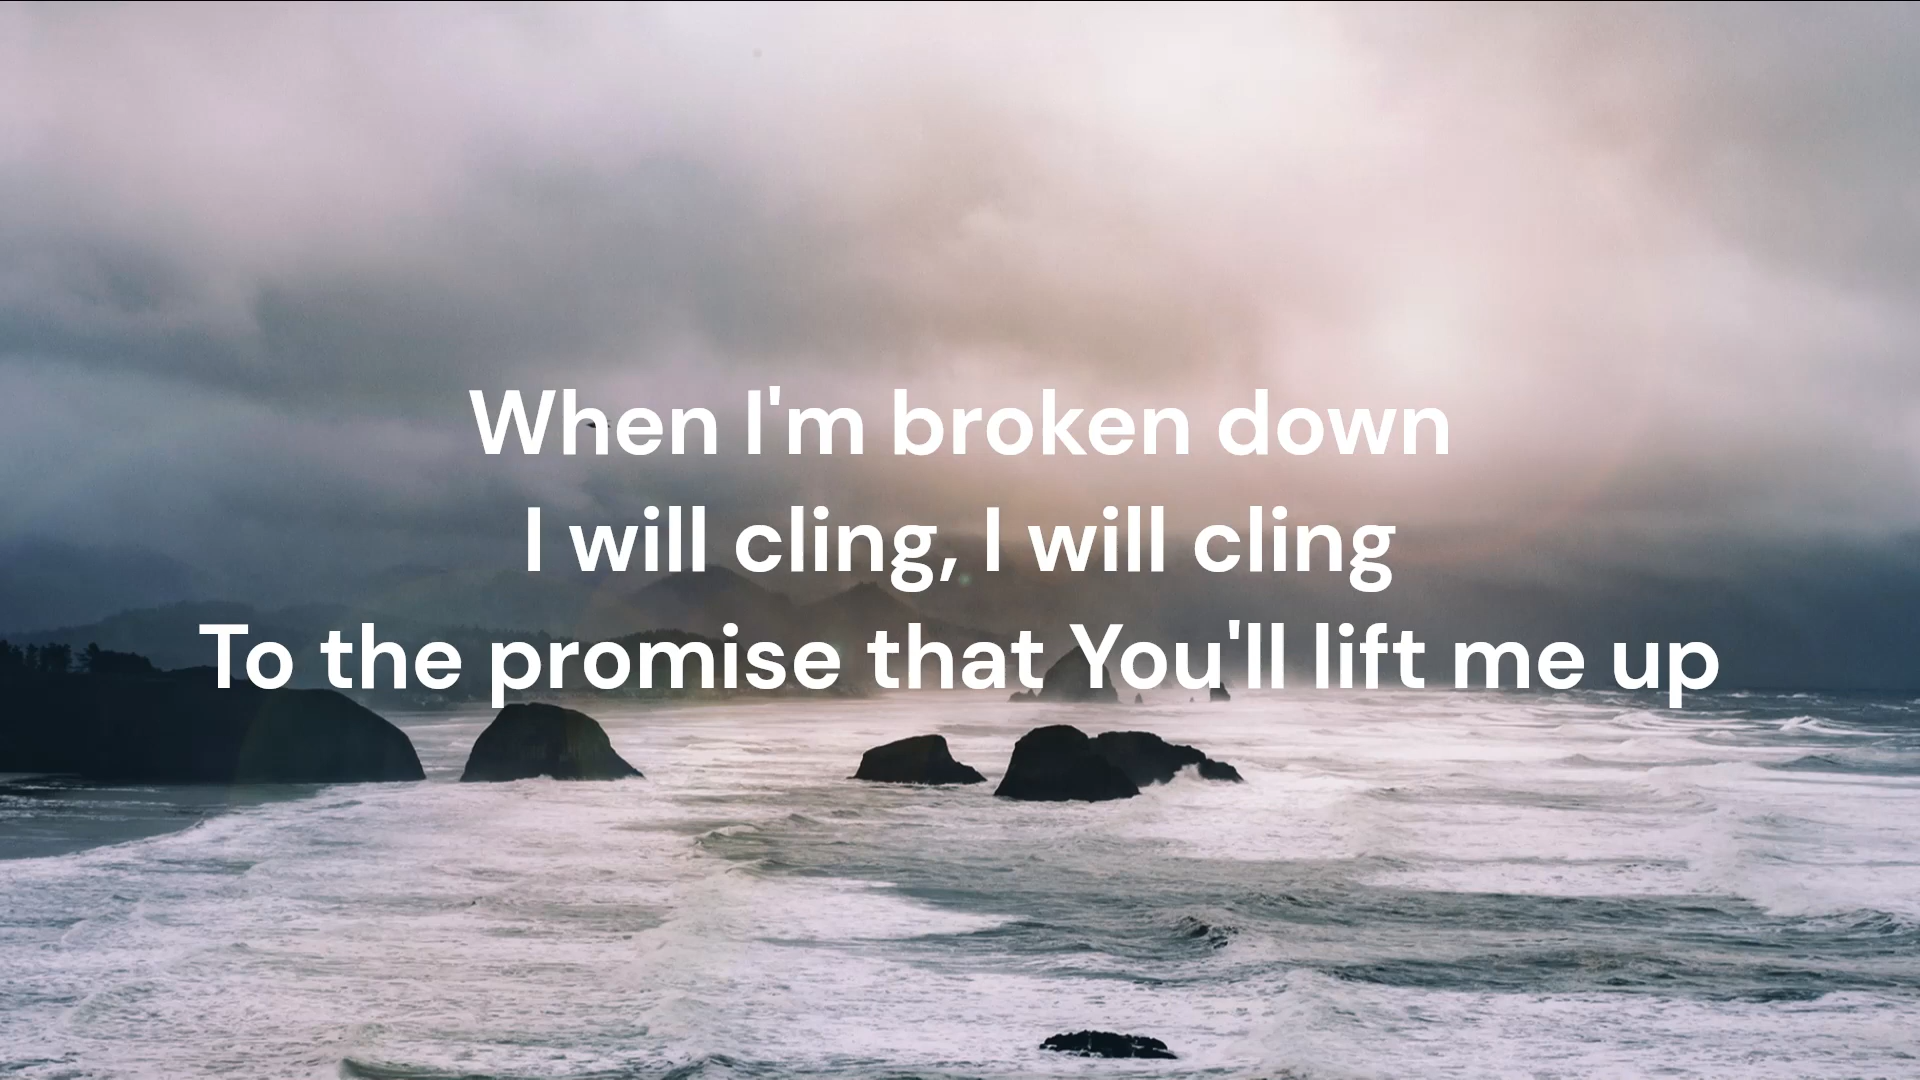 When I'm broken down
I will cling, I will cling
To the promise that You'll lift me up